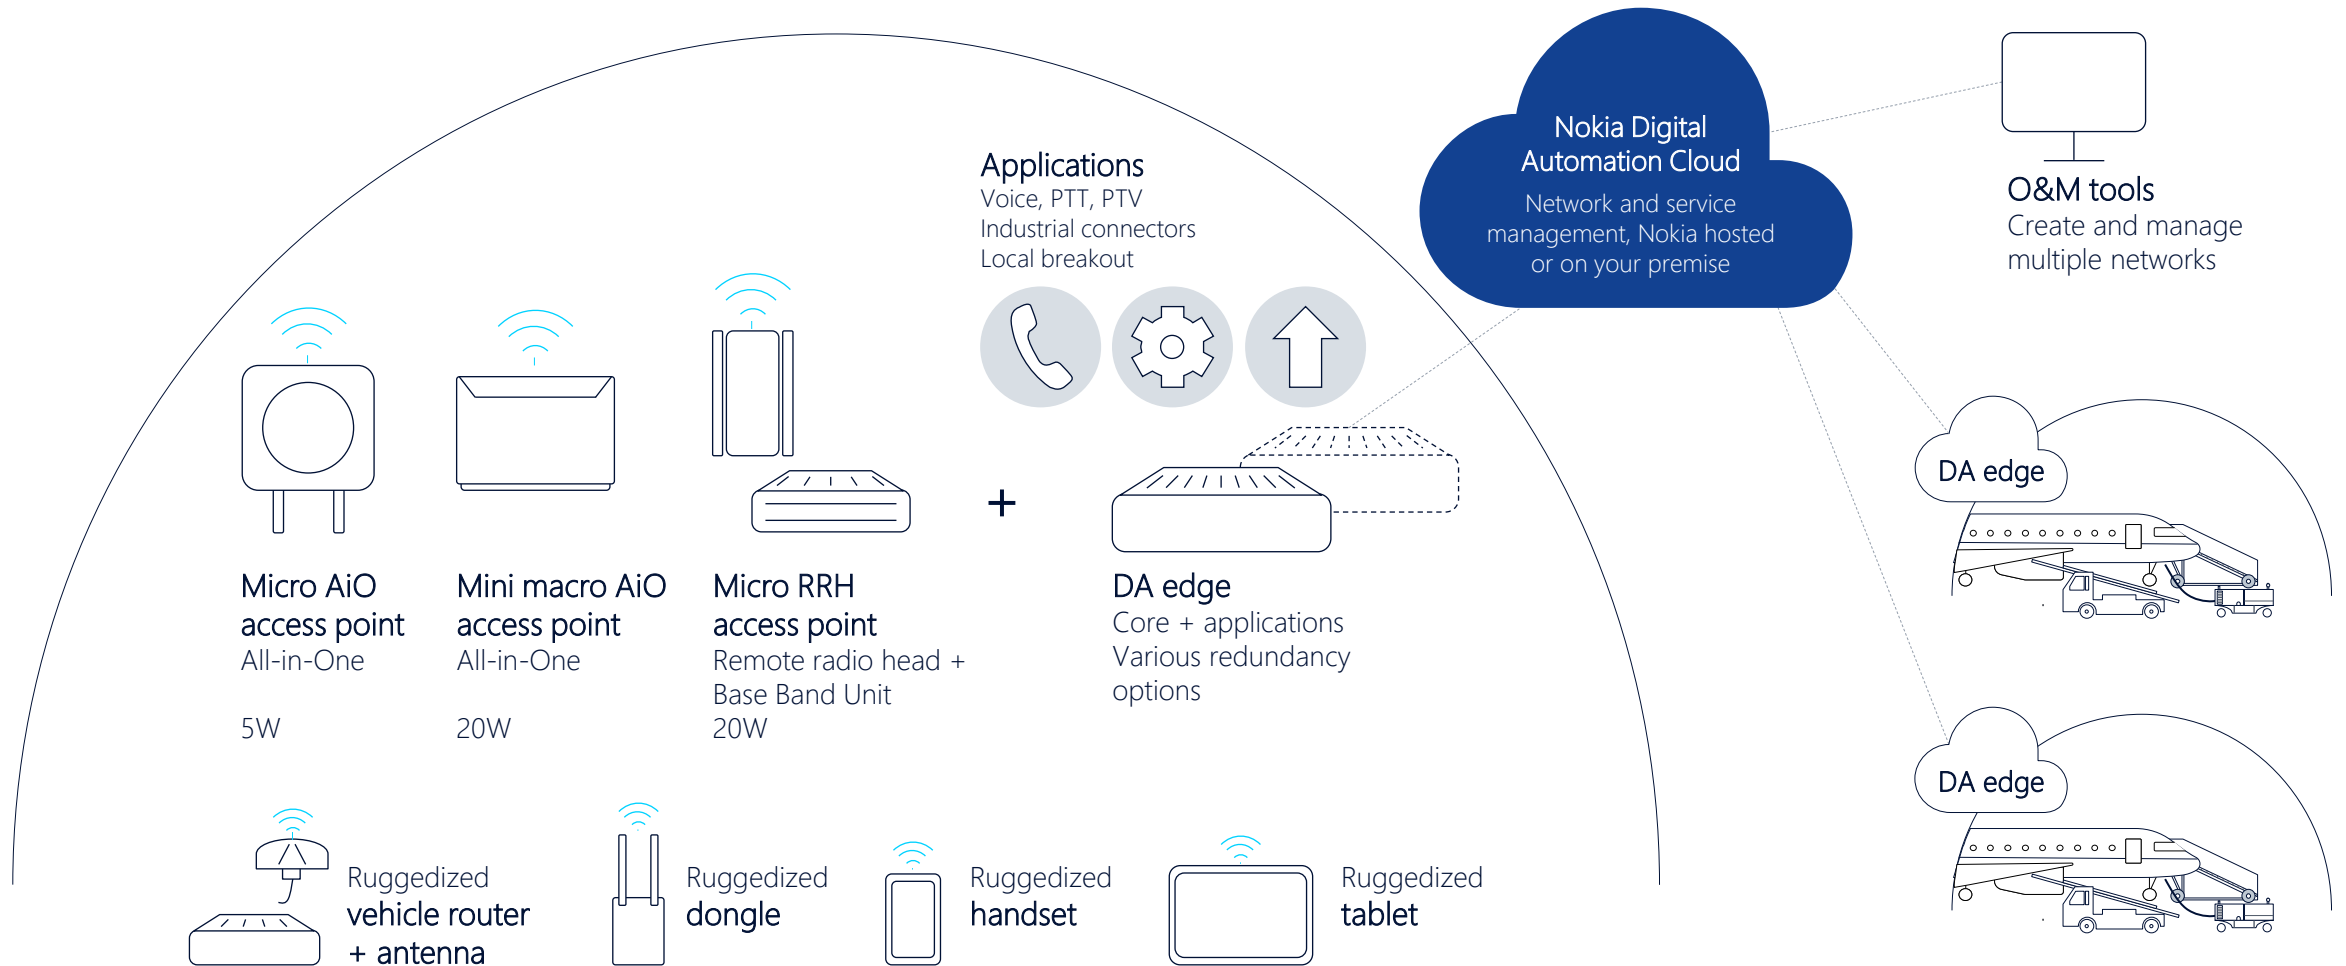 Nokia Digital
Automation Cloud
Network and service
management, Nokia hosted
or on your premise
O&M tools
Create and manage
multiple networks
Applications
Voice, PTT, PTV
Industrial connectors
Local breakout
DA edge
+
Micro AiO
access point
All-in-One
5W
Mini macro AiO
access point
All-in-One
20W
Micro RRH
access point
Remote radio head +
Base Band Unit
20W
DA edge
Core + applications
Various redundancy
options
DA edge
Ruggedized
vehicle router
+ antenna
Ruggedized
dongle
Ruggedized
handset
Ruggedized
tablet